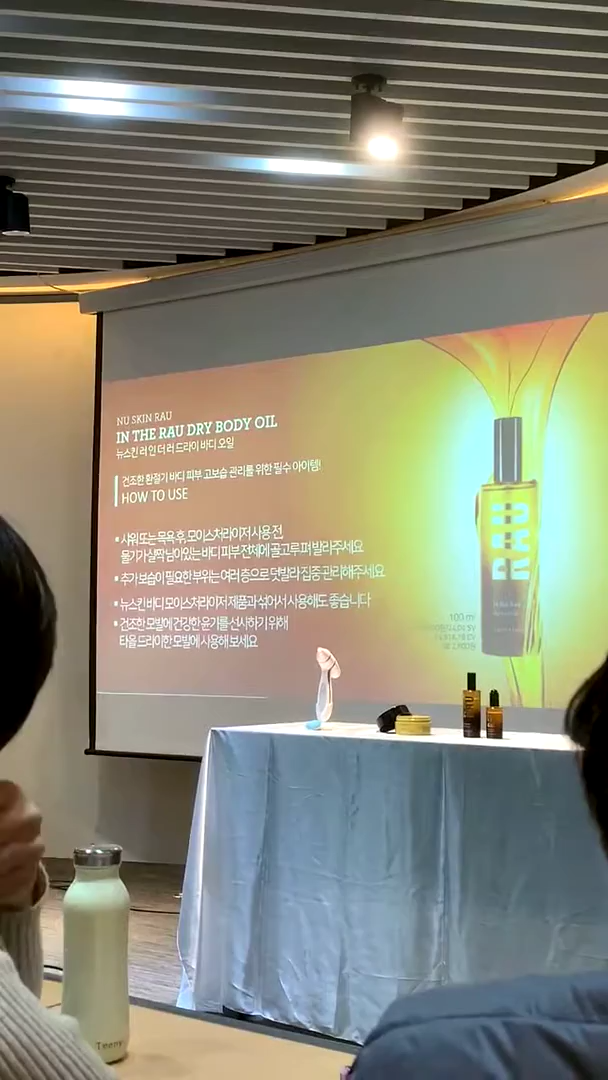 NU SKIN RAU
IN THE RAU DRY BODY OIL
뉴스킨 러 인 더 러 드라이 바디 오일
건조한 환절기 바디 피부 고보습 관리를 위한 필수 아이템!
HOW TO USE
샤워 또는 목욕 후, 모이스처라이저 사용 전,
물기가 살짝 남아있는 바디 피부 전체에 골고루 펴 발라주세요
추가 보습이 필요한 부위는 여러 층으로 덧발라 집중 관리해주세요
뉴스킨 바디 모이스처라이저 제품과 섞어서 사용해도 좋습니다
건조한 모발에 건강한 윤기를 선사하기 위해
타올 드라이한 모발에 사용해 보세요
RAU
100 ml
Teeny